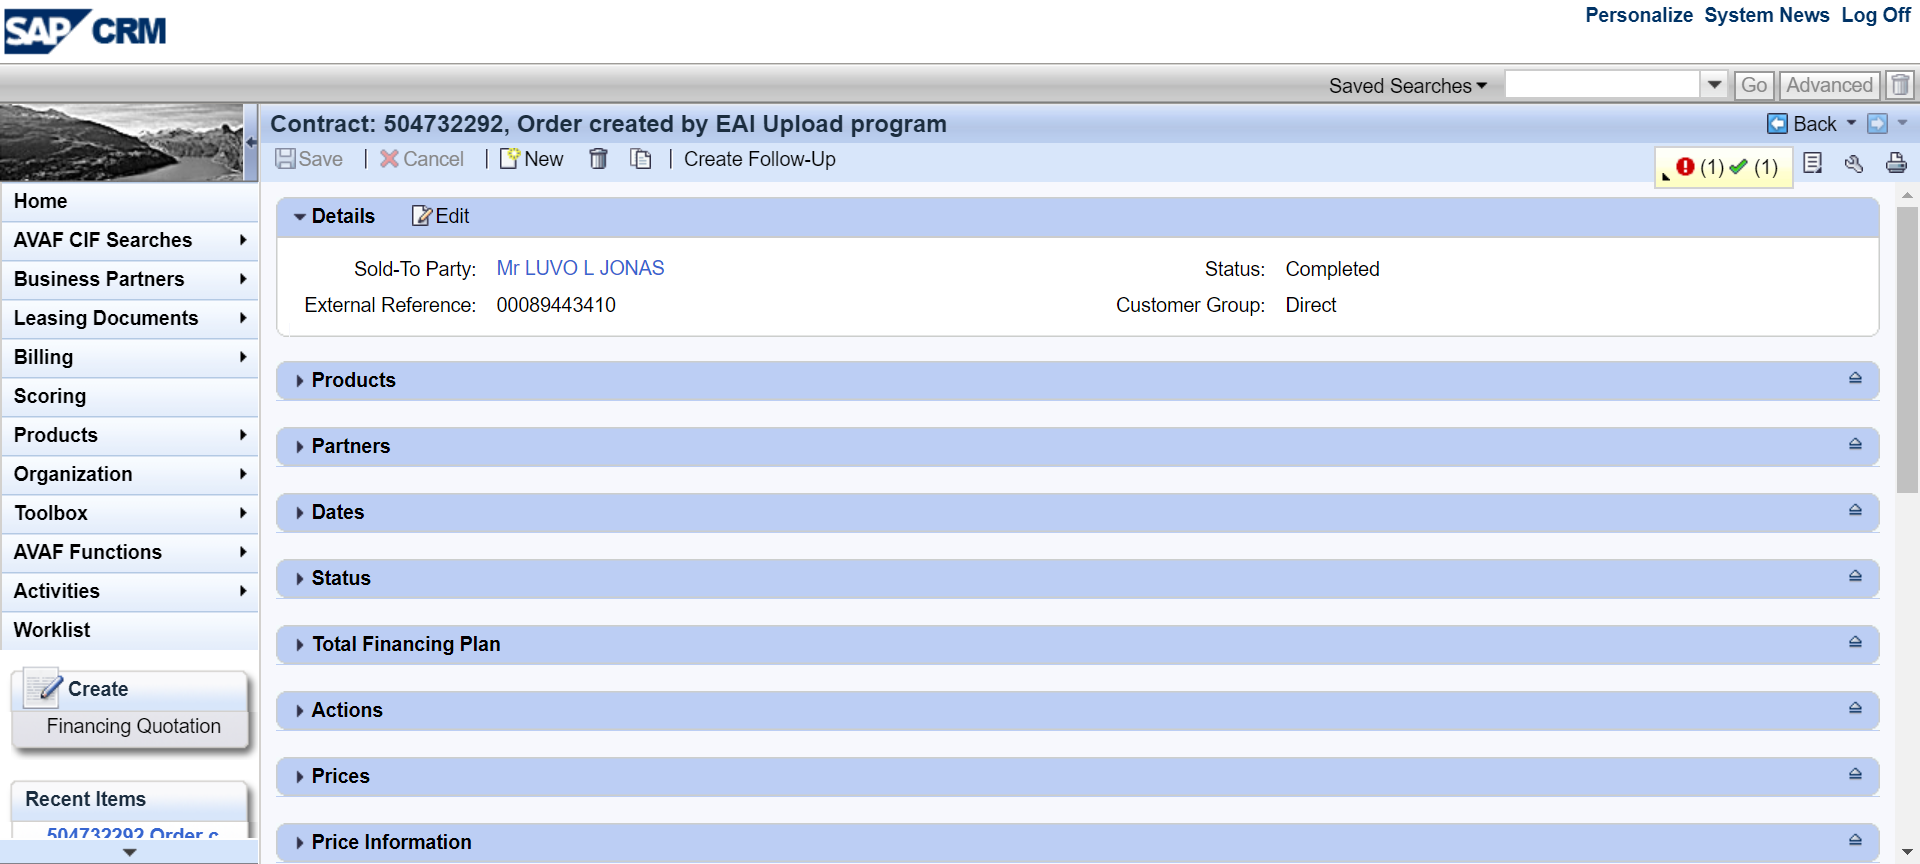 SAP CRM
Personalize System News Log Off
Saved Searches Go Advanced
Contract: 504732292, Order created by EAI Upload program
Back
Save | Cancel | New | Create Follow-Up
(1) (1)
Home
AVAF CIF Searches
Business Partners
Leasing Documents
Billing
Scoring
Products
Organization
Toolbox
AVAF Functions
Activities
Worklist
Create
Financing Quotation
Recent Items
504732292,Order c
Details Edit
Sold-To Party: Mr LUVO L JONAS
Status: Completed
External Reference: 00089443410
Customer Group: Direct
Products
Partners
Dates
Status
Total Financing Plan
Actions
Prices
Price Information